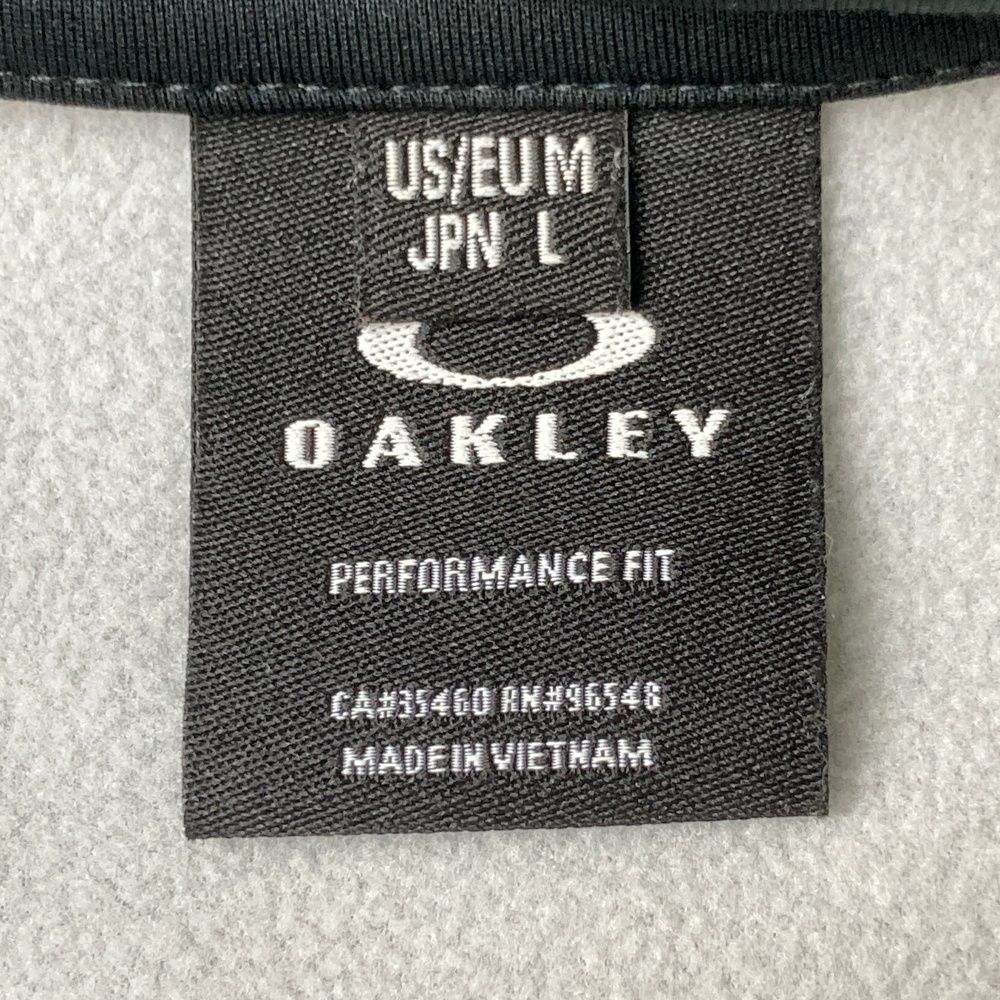 US/EU M
JPN L
OAKLEY
PERFORMANCE FIT
CA#35460 RN#96548
MADE IN VIETNAM